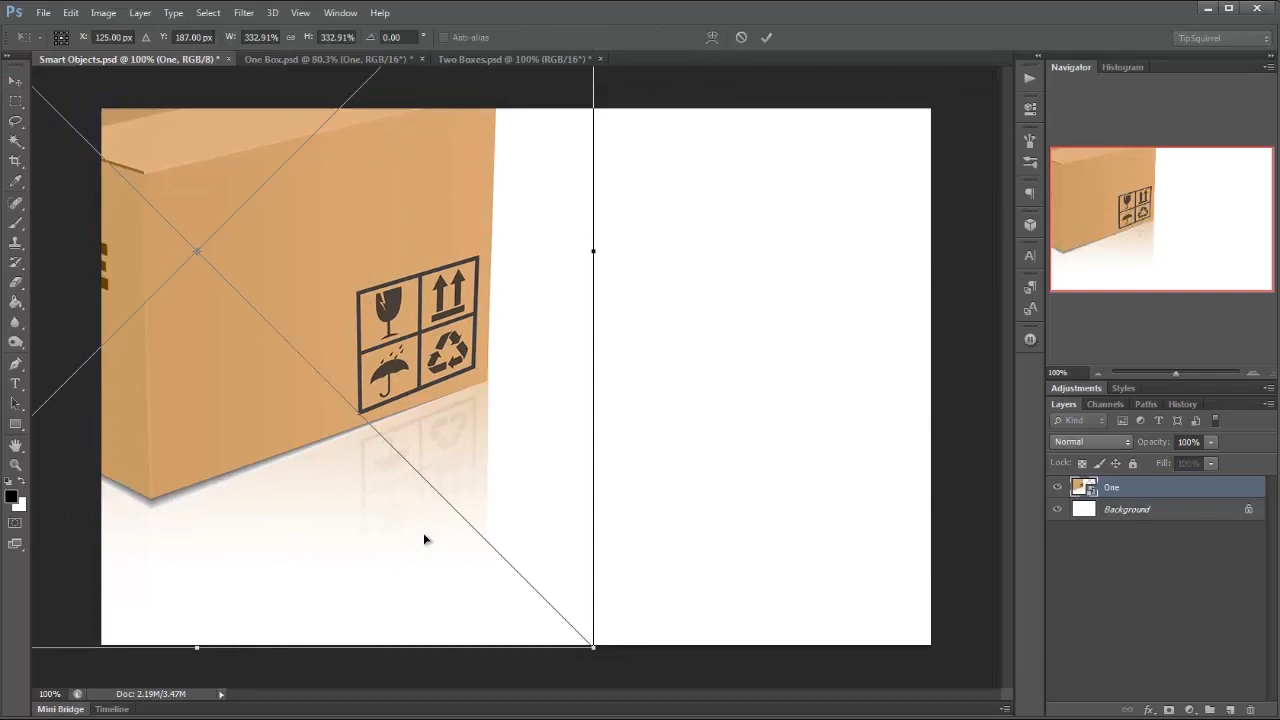 Ps File Edit Image Layer Type Select Filter 3D View Window Help
X: 125.00 px Y: 187.00 px W: 332.91% H: 332.91% 0.00 ° Anti-alias TipSquirrel
Smart Objects.psd @ 100% (One, RGB/8) * × One Box.psd @ 80.3% (One, RGB/16*) * × Two Boxes.psd @ 100% (RGB/16*) * ×
Navigator Histogram
100%
Adjustments Styles
Layers Channels Paths History
Kind
Normal Opacity: 100%
Lock: Fill: 100%
One
Background
100% Doc: 2.19M/3.47M
Mini Bridge Timeline